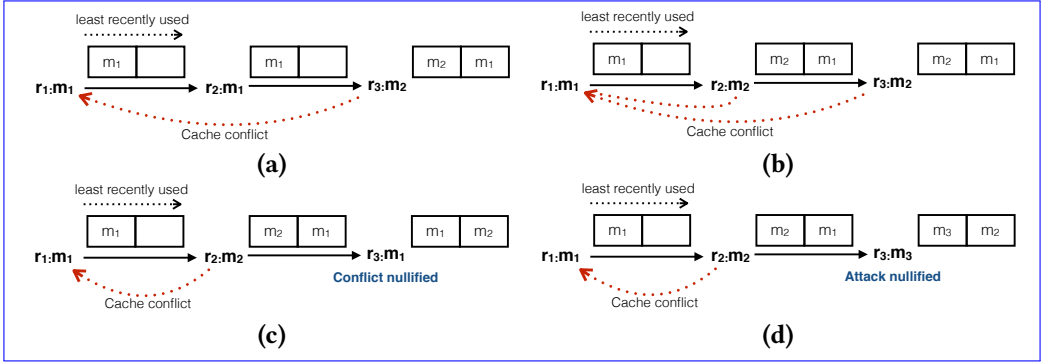 least recently used
m₁
m₁
m₂ m₁
r₁:m₁ r₂:m₁ r₃:m₂
Cache conflict
(a)
least recently used
m₁
m₂ m₁
m₂ m₁
r₁:m₁ r₂:m₂ r₃:m₂
Cache conflict
(b)
least recently used
m₁
m₂ m₁
m₁ m₂
r₁:m₁ r₂:m₂ r₃:m₁
Conflict nullified
Cache conflict
(c)
least recently used
m₁
m₂ m₁
m₃ m₂
r₁:m₁ r₂:m₂ r₃:m₃
Attack nullified
Cache conflict
(d)